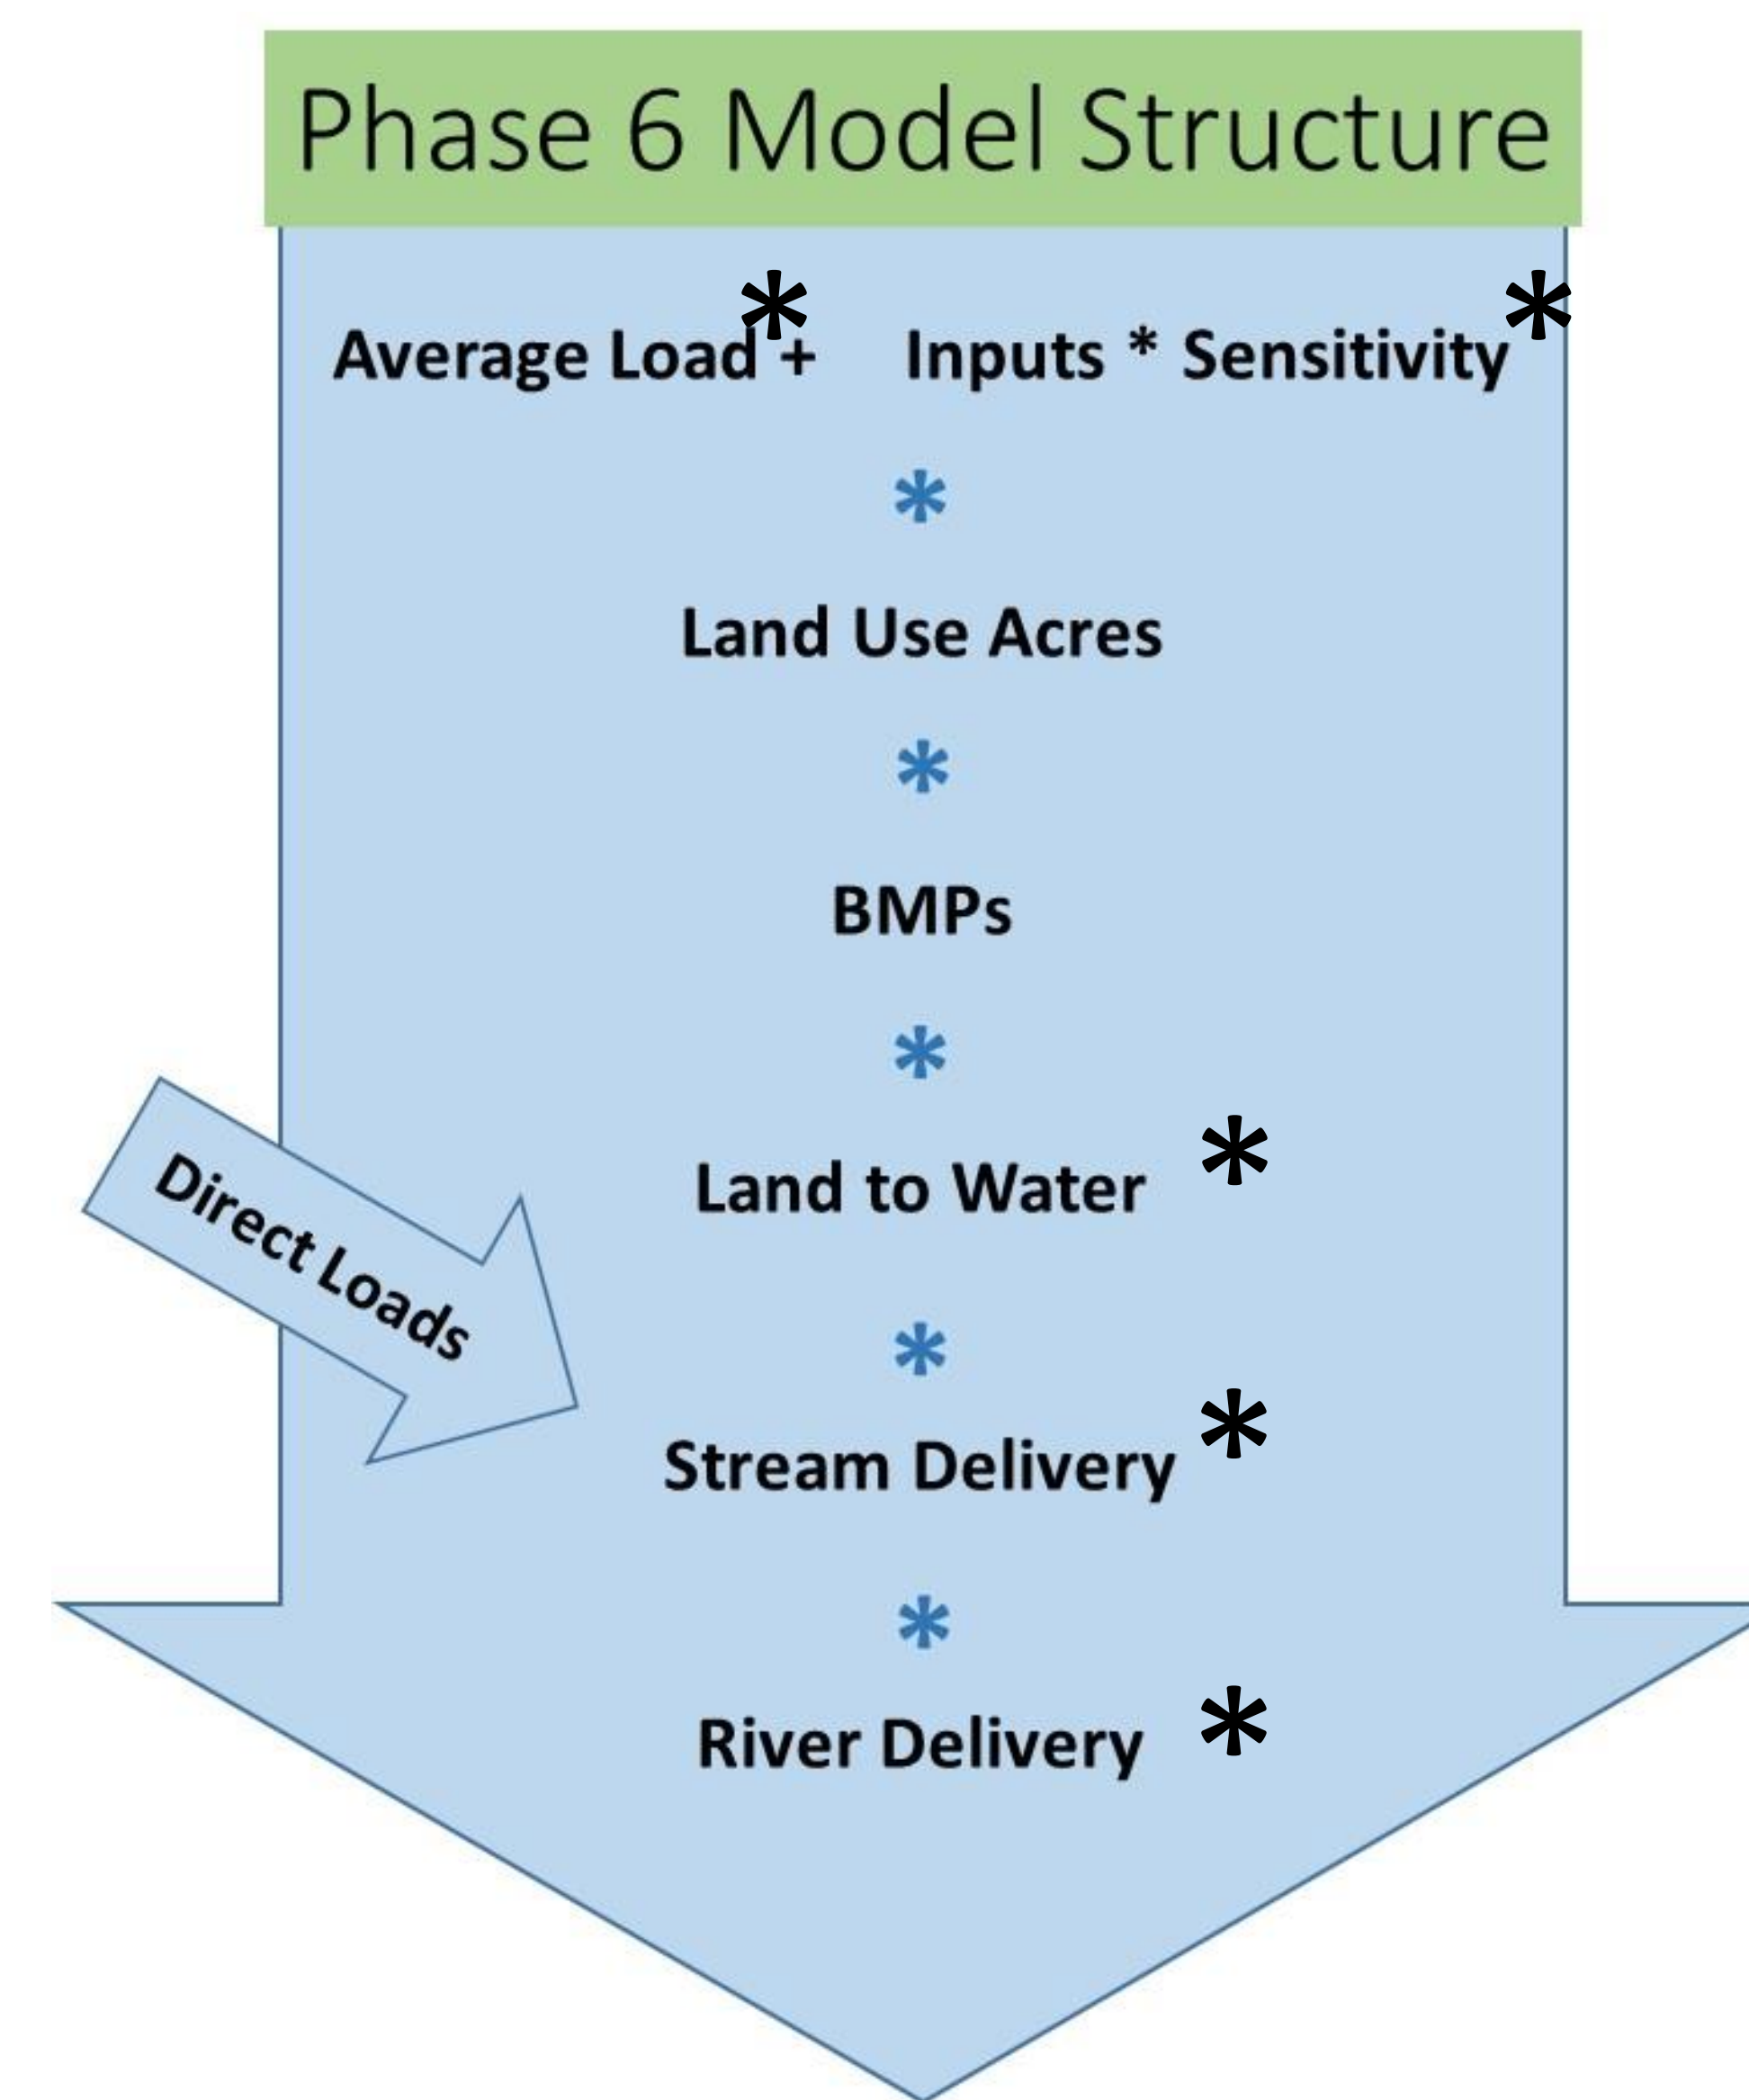 Phase 6 Model Structure
* *
Average Load + Inputs * Sensitivity
*
Land Use Acres
*
BMPs
*
Land to Water *
Direct Loads
*
Stream Delivery *
*
River Delivery *